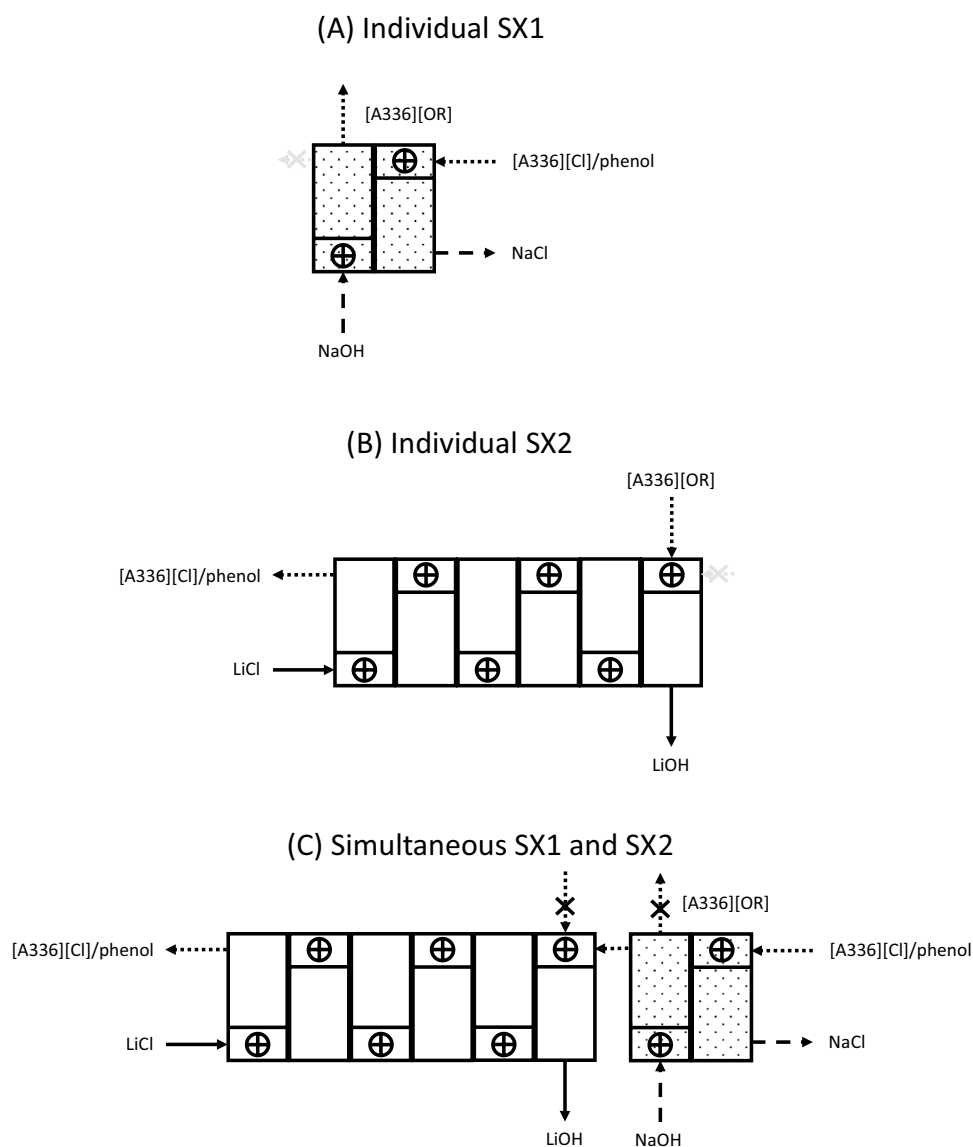 (A) Individual SX1
[A336][OR]
[A336][Cl]/phenol
NaCl
NaOH
(B) Individual SX2
[A336][OR]
[A336][Cl]/phenol
LiCl
LiOH
(C) Simultaneous SX1 and SX2
[A336][OR]
[A336][Cl]/phenol
[A336][Cl]/phenol
LiCl
NaCl
LiOH
NaOH